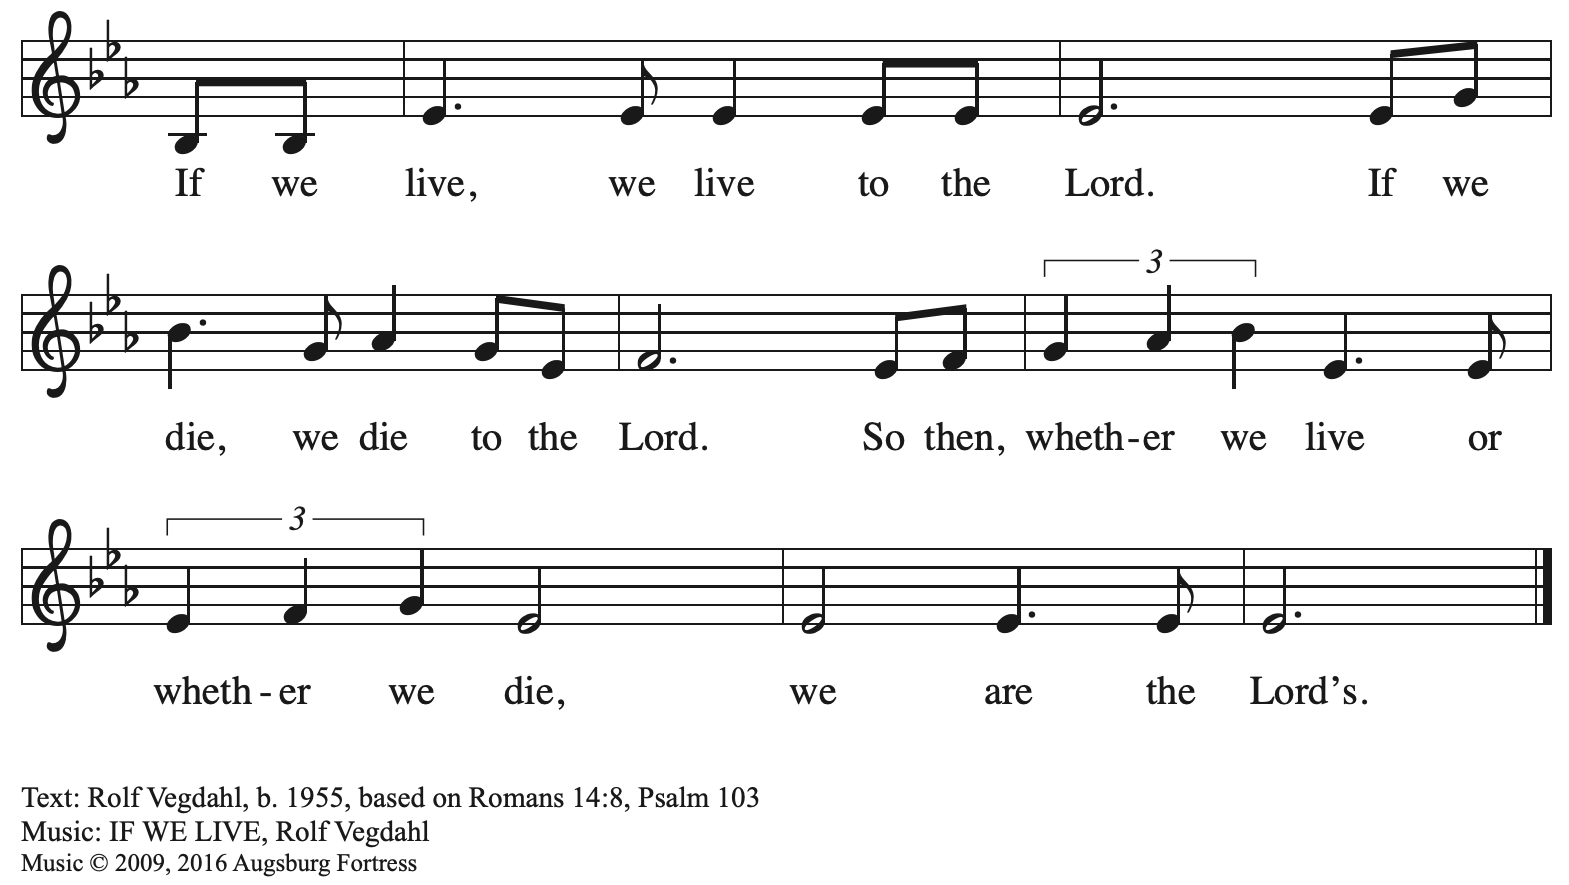 If we live, we live to the Lord. If we
3
die, we die to the Lord. So then, wheth-er we live or
3
wheth-er we die, we are the Lord's.
Text: Rolf Vegdahl, b. 1955, based on Romans 14:8, Psalm 103
Music: IF WE LIVE, Rolf Vegdahl
Music © 2009, 2016 Augsburg Fortress